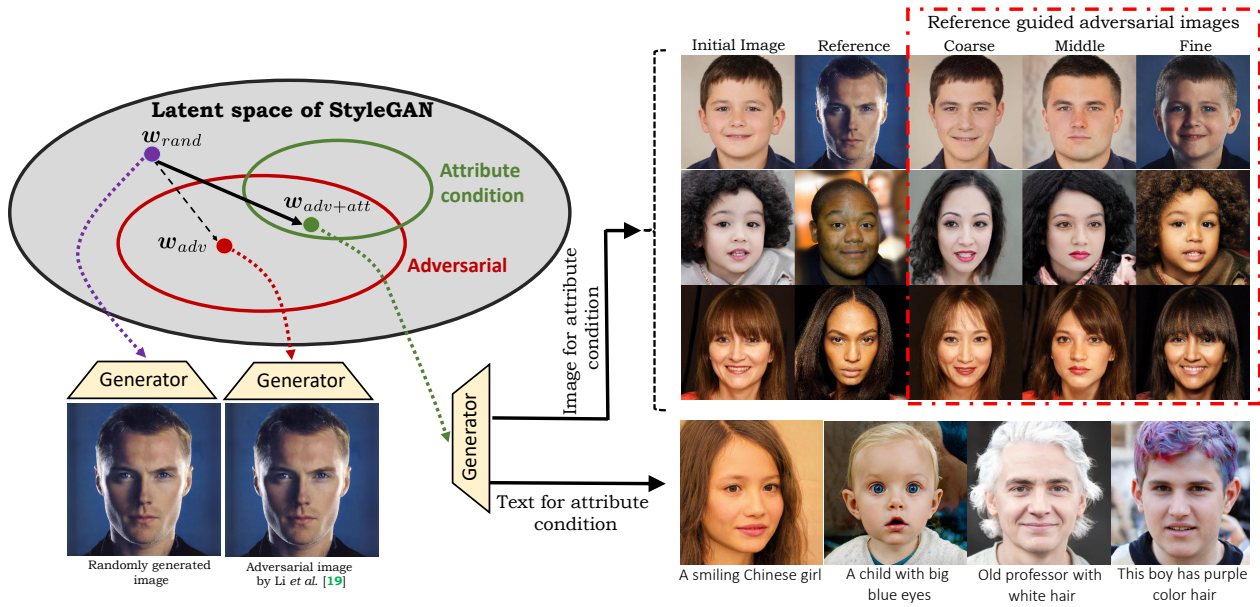 Latent space of StyleGAN
w_rand
Attribute
condition
w_adv+att
w_adv
Adversarial
Generator
Generator
Randomly generated
image
Adversarial image
by Li et al. [19]
Generator
Image for attribute
condition
Text for attribute
condition
Reference guided adversarial images
Initial Image
Reference
Coarse
Middle
Fine
A smiling Chinese girl
A child with big
blue eyes
Old professor with
white hair
This boy has purple
color hair